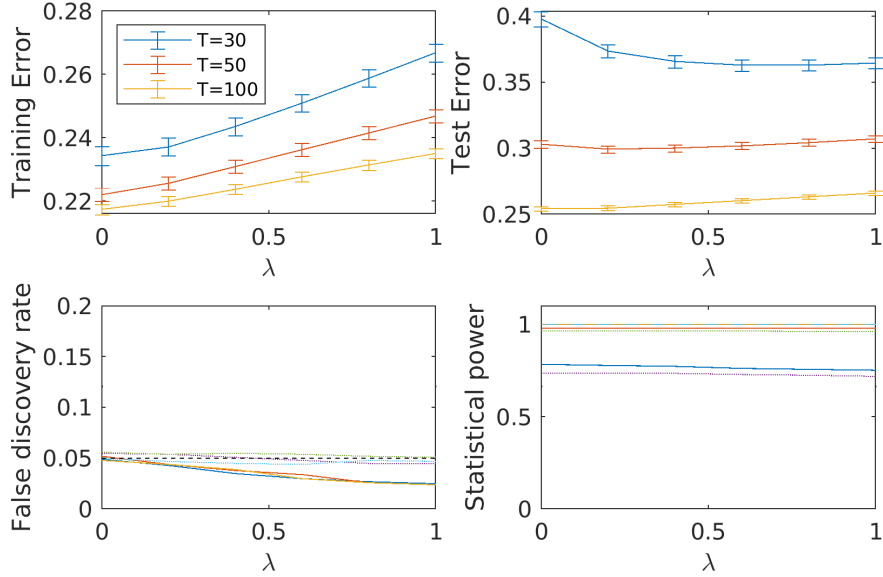 Training Error
0.28
0.26
0.24
0.22
T=30
T=50
T=100
0 0.5 1
λ
Test Error
0.4
0.35
0.3
0.25
0 0.5 1
λ
False discovery rate
0.2
0.15
0.1
0.05
0
0 0.5 1
λ
Statistical power
1
0.5
0
0 0.5 1
λ